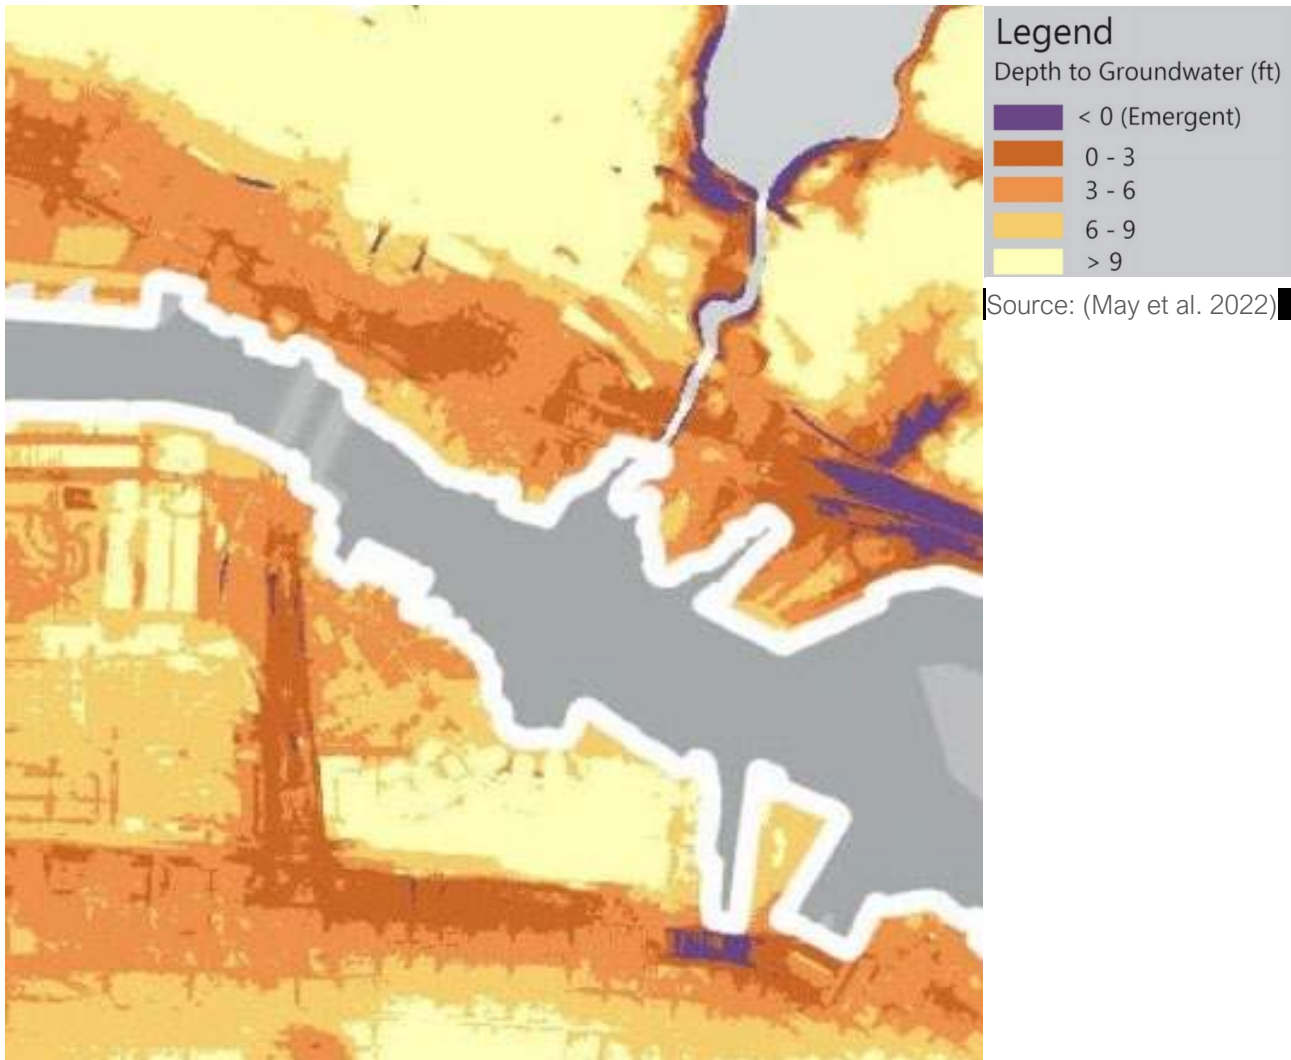 Legend
Depth to Groundwater (ft)
< 0 (Emergent)
0 - 3
3 - 6
6 - 9
> 9
Source: (May et al. 2022)